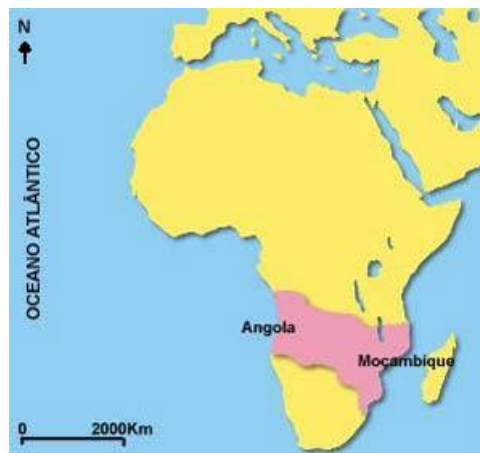 N
OCEANO ATLÂNTICO
Angola
Moçambique
0 2000Km